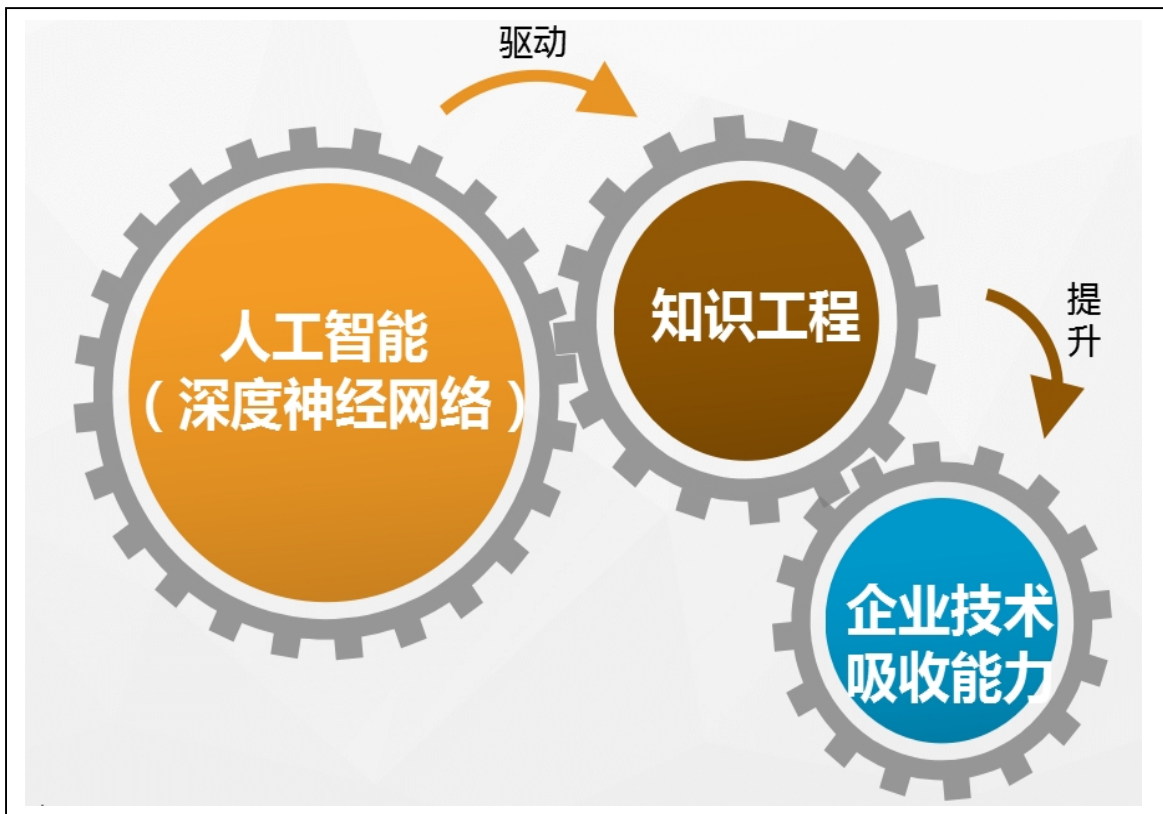 驱动
人工智能
（深度神经网络）
知识工程
提
升
企业技术
吸收能力